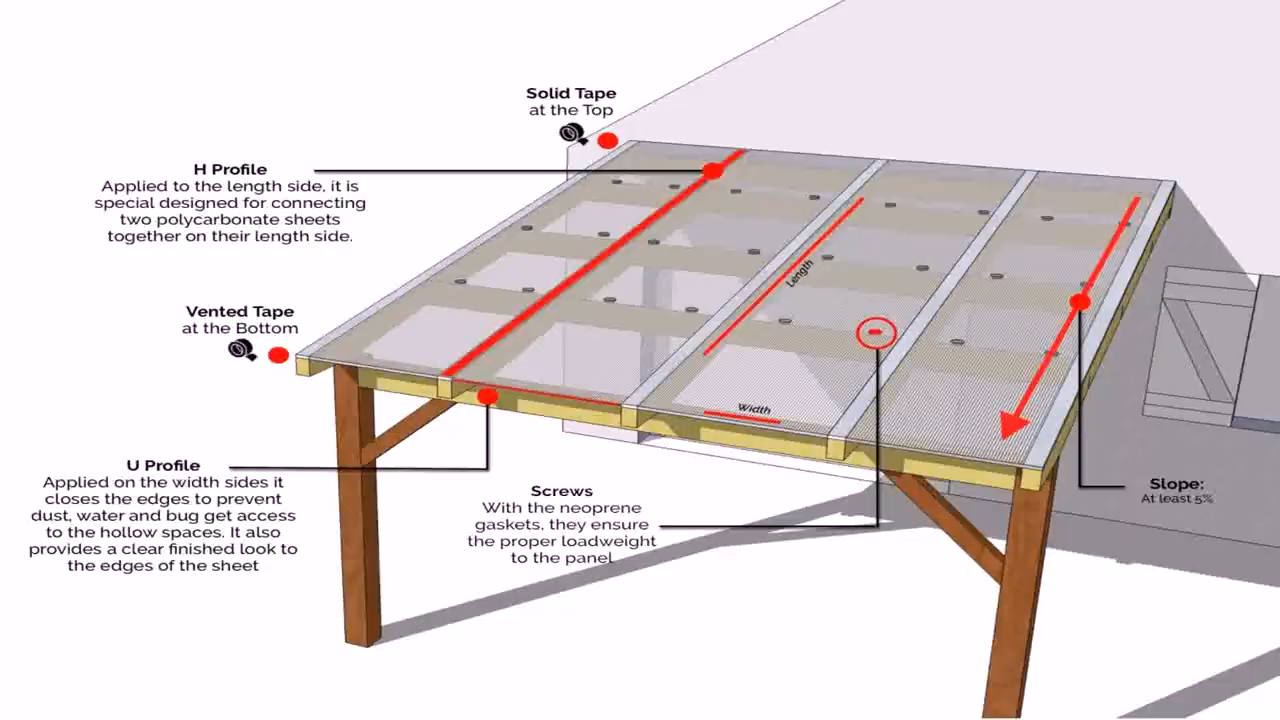 Solid Tape
at the Top
H Profile
Applied to the length side, it is
special designed for connecting
two polycarbonate sheets
together on their length side.
Vented Tape
at the Bottom
Length
Width
U Profile
Applied on the width sides it
closes the edges to prevent
dust, water and bug get access
to the hollow spaces. It also
provides a clear finished look to
the edges of the sheet
Screws
With the neoprene
gaskets, they ensure
the proper loadweight
to the panel
Slope:
At least 5%